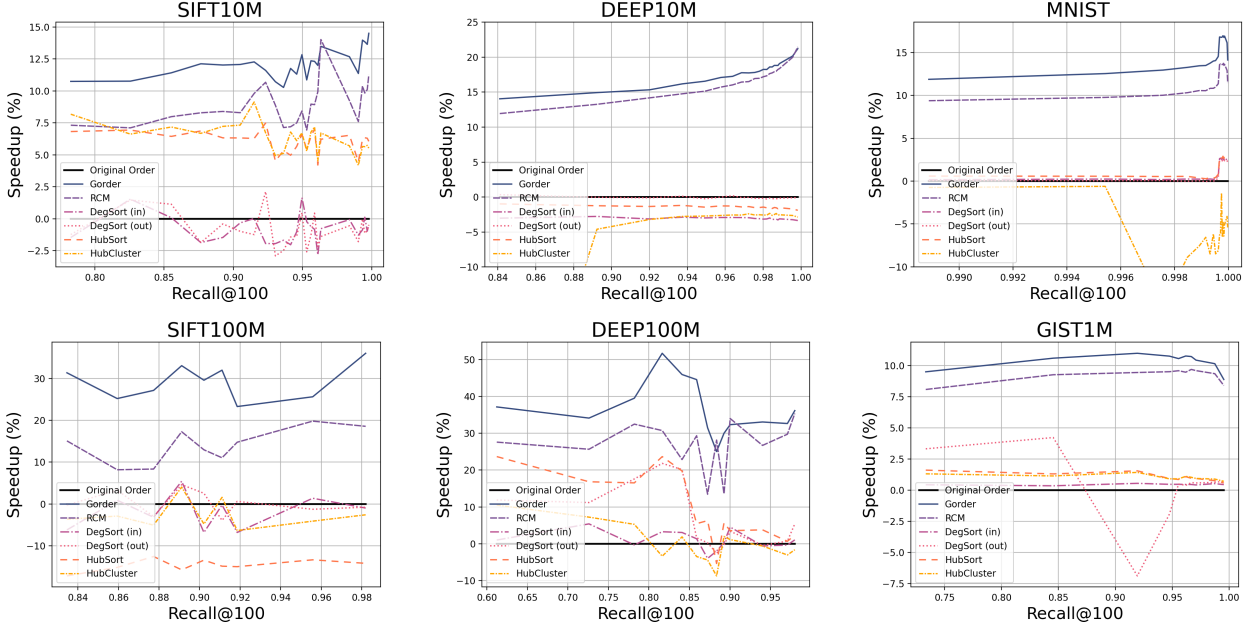 SIFT10M
Speedup (%)
15.0
12.5
10.0
7.5
5.0
2.5
0.0
−2.5
Original Order
Gorder
RCM
DegSort (in)
DegSort (out)
HubSort
HubCluster
0.80
0.85
0.90
0.95
1.00
Recall@100
DEEP10M
Speedup (%)
25
20
15
10
5
0
−5
−10
Original Order
Gorder
RCM
DegSort (in)
DegSort (out)
HubSort
HubCluster
0.84
0.86
0.88
0.90
0.92
0.94
0.96
0.98
1.00
Recall@100
MNIST
Speedup (%)
15
10
5
0
−5
−10
Original Order
Gorder
RCM
DegSort (in)
DegSort (out)
HubSort
HubCluster
0.990
0.992
0.994
0.996
0.998
1.000
Recall@100
SIFT100M
Speedup (%)
30
20
10
0
−10
Original Order
Gorder
RCM
DegSort (in)
DegSort (out)
HubSort
HubCluster
0.84
0.86
0.88
0.90
0.92
0.94
0.96
0.98
Recall@100
DEEP100M
Speedup (%)
50
40
30
20
10
0
−10
Original Order
Gorder
RCM
DegSort (in)
DegSort (out)
HubSort
HubCluster
0.60
0.65
0.70
0.75
0.80
0.85
0.90
0.95
Recall@100
GIST1M
Speedup (%)
10.0
7.5
5.0
2.5
0.0
−2.5
−5.0
−7.5
Original Order
Gorder
RCM
DegSort (in)
DegSort (out)
HubSort
HubCluster
0.75
0.80
0.85
0.90
0.95
1.00
Recall@100